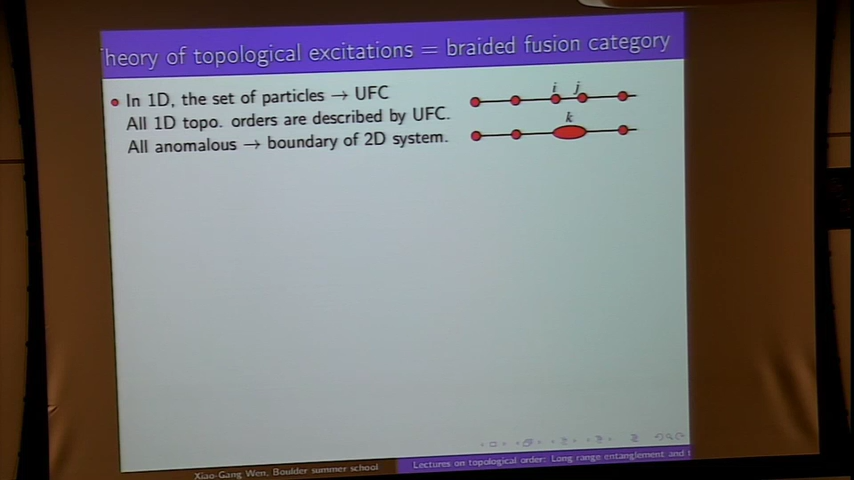 heory of topological excitations = braided fusion category
In 1D, the set of particles → UFC
All 1D topo. orders are described by UFC.
All anomalous → boundary of 2D system.
i j
k
Xiao-Gang Wen, Boulder summer school
Lectures on topological order: Long range entanglement and